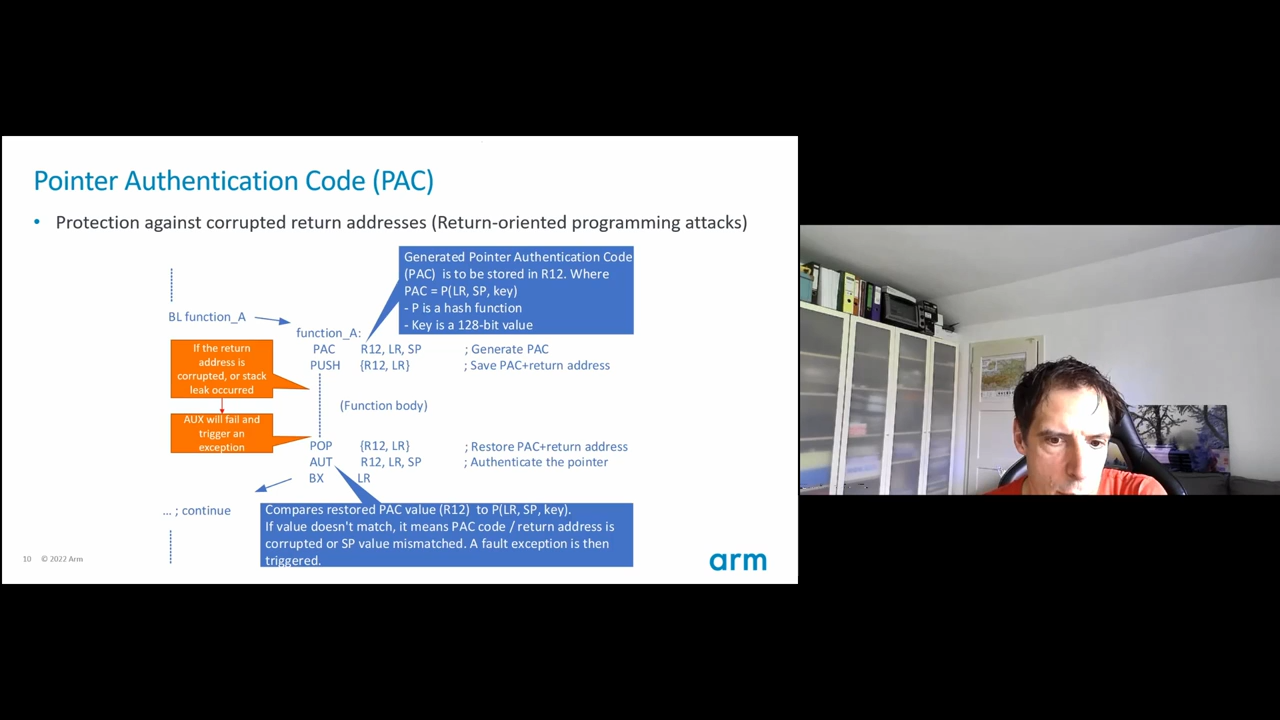 Pointer Authentication Code (PAC)
• Protection against corrupted return addresses (Return-oriented programming attacks)
Generated Pointer Authentication Code
(PAC) is to be stored in R12. Where
PAC = P(LR, SP, key)
- P is a hash function
- Key is a 128-bit value
BL function_A
function_A:
PAC R12, LR, SP ; Generate PAC
PUSH {R12, LR} ; Save PAC+return address
If the return
address is
corrupted, or stack
leak occurred
(Function body)
AUX will fail and
trigger an
exception
POP {R12, LR} ; Restore PAC+return address
AUT R12, LR, SP ; Authenticate the pointer
BX LR
... ; continue
Compares restored PAC value (R12) to P(LR, SP, key).
If value doesn't match, it means PAC code / return address is
corrupted or SP value mismatched. A fault exception is then
triggered.
10 © 2022 Arm
arm